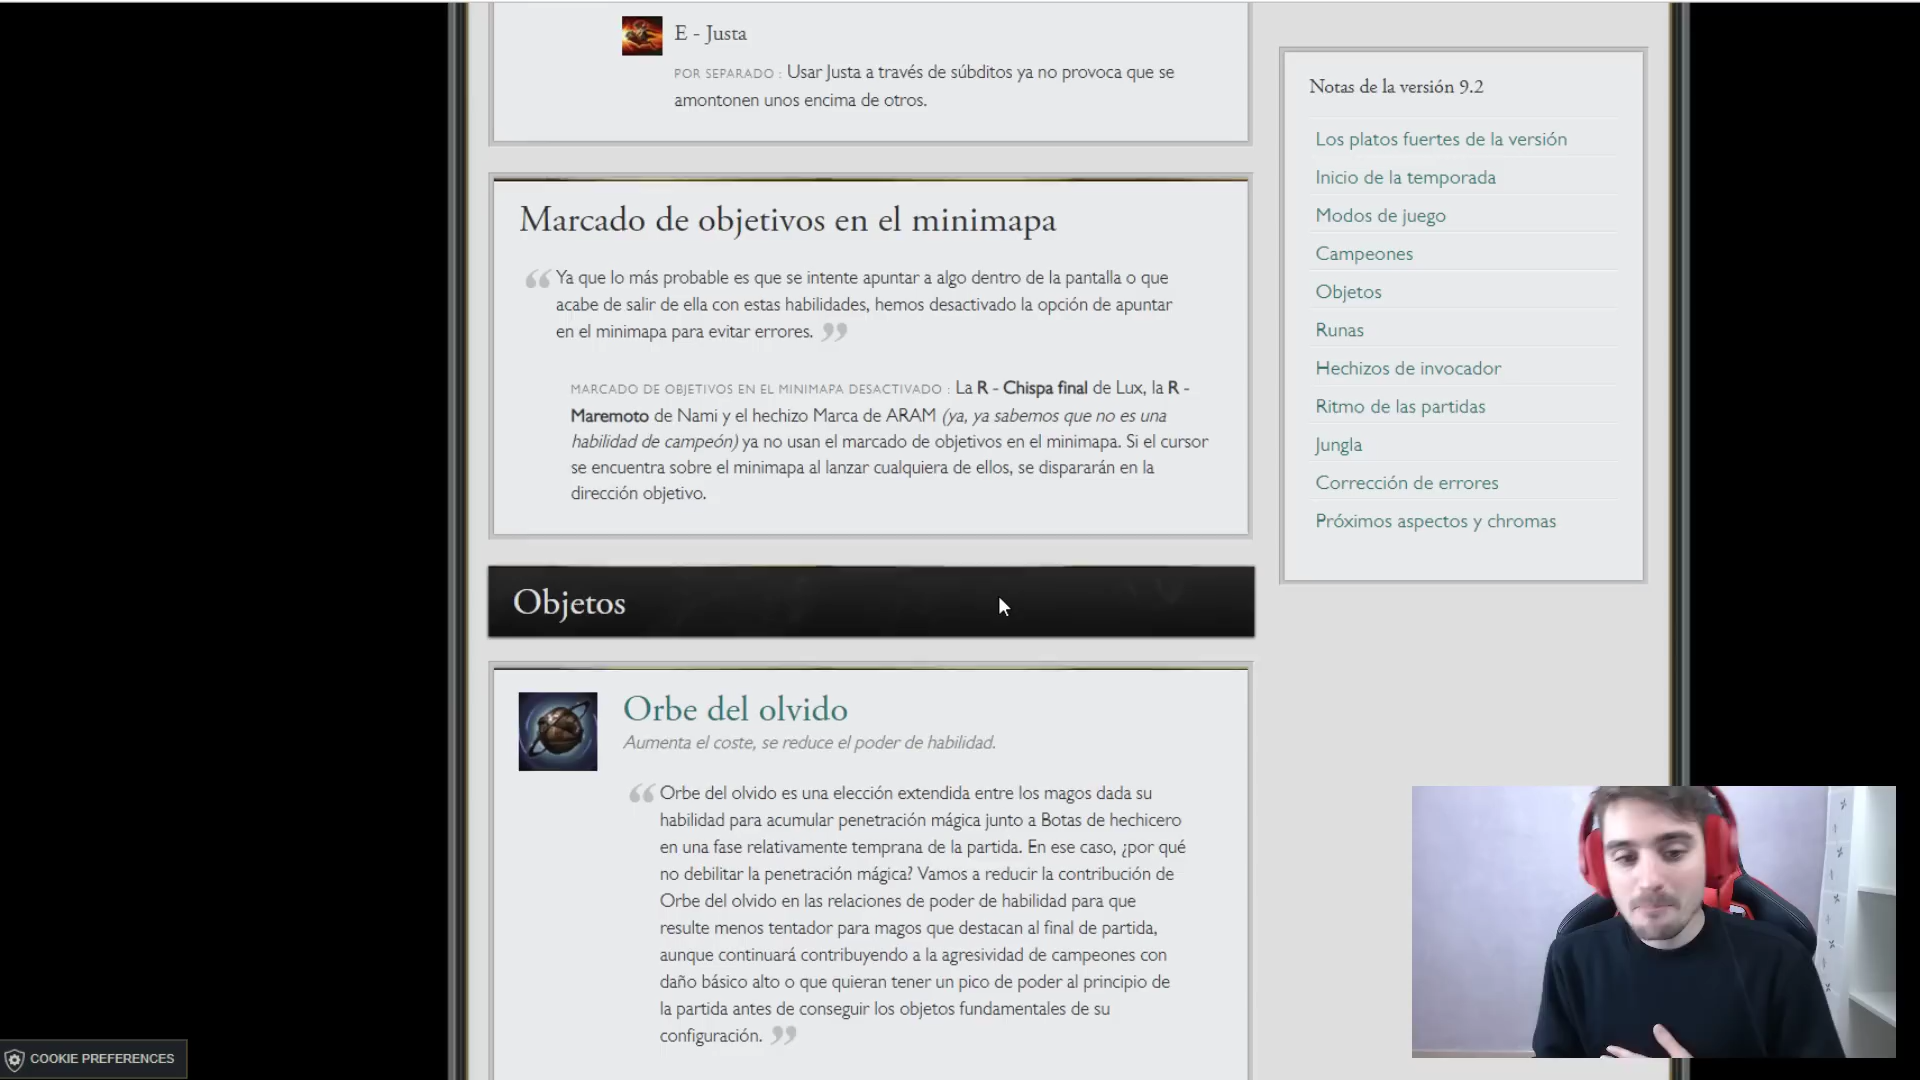 E - Justa
POR SEPARADO : Usar Justa a través de súbditos ya no provoca que se
amontonen unos encima de otros.
Marcado de objetivos en el minimapa
“ Ya que lo más probable es que se intente apuntar a algo dentro de la pantalla o que
acabe de salir de ella con estas habilidades, hemos desactivado la opción de apuntar
en el minimapa para evitar errores. ”
MARCADO DE OBJETIVOS EN EL MINIMAPA DESACTIVADO : La R - Chispa final de Lux, la R -
Maremoto de Nami y el hechizo Marca de ARAM (ya, ya sabemos que no es una
habilidad de campeón) ya no usan el marcado de objetivos en el minimapa. Si el cursor
se encuentra sobre el minimapa al lanzar cualquiera de ellos, se dispararán en la
dirección objetivo.
Objetos
Orbe del olvido
Aumenta el coste, se reduce el poder de habilidad.
“ Orbe del olvido es una elección extendida entre los magos dada su
habilidad para acumular penetración mágica junto a Botas de hechicero
en una fase relativamente temprana de la partida. En ese caso, ¿por qué
no debilitar la penetración mágica? Vamos a reducir la contribución de
Orbe del olvido en las relaciones de poder de habilidad para que
resulte menos tentador para magos que destacan al final de partida,
aunque continuará contribuyendo a la agresividad de campeones con
daño básico alto o que quieran tener un pico de poder al principio de
la partida antes de conseguir los objetos fundamentales de su
configuración. ”
Notas de la versión 9.2
Los platos fuertes de la versión
Inicio de la temporada
Modos de juego
Campeones
Objetos
Runas
Hechizos de invocador
Ritmo de las partidas
Jungla
Corrección de errores
Próximos aspectos y chromas
COOKIE PREFERENCES